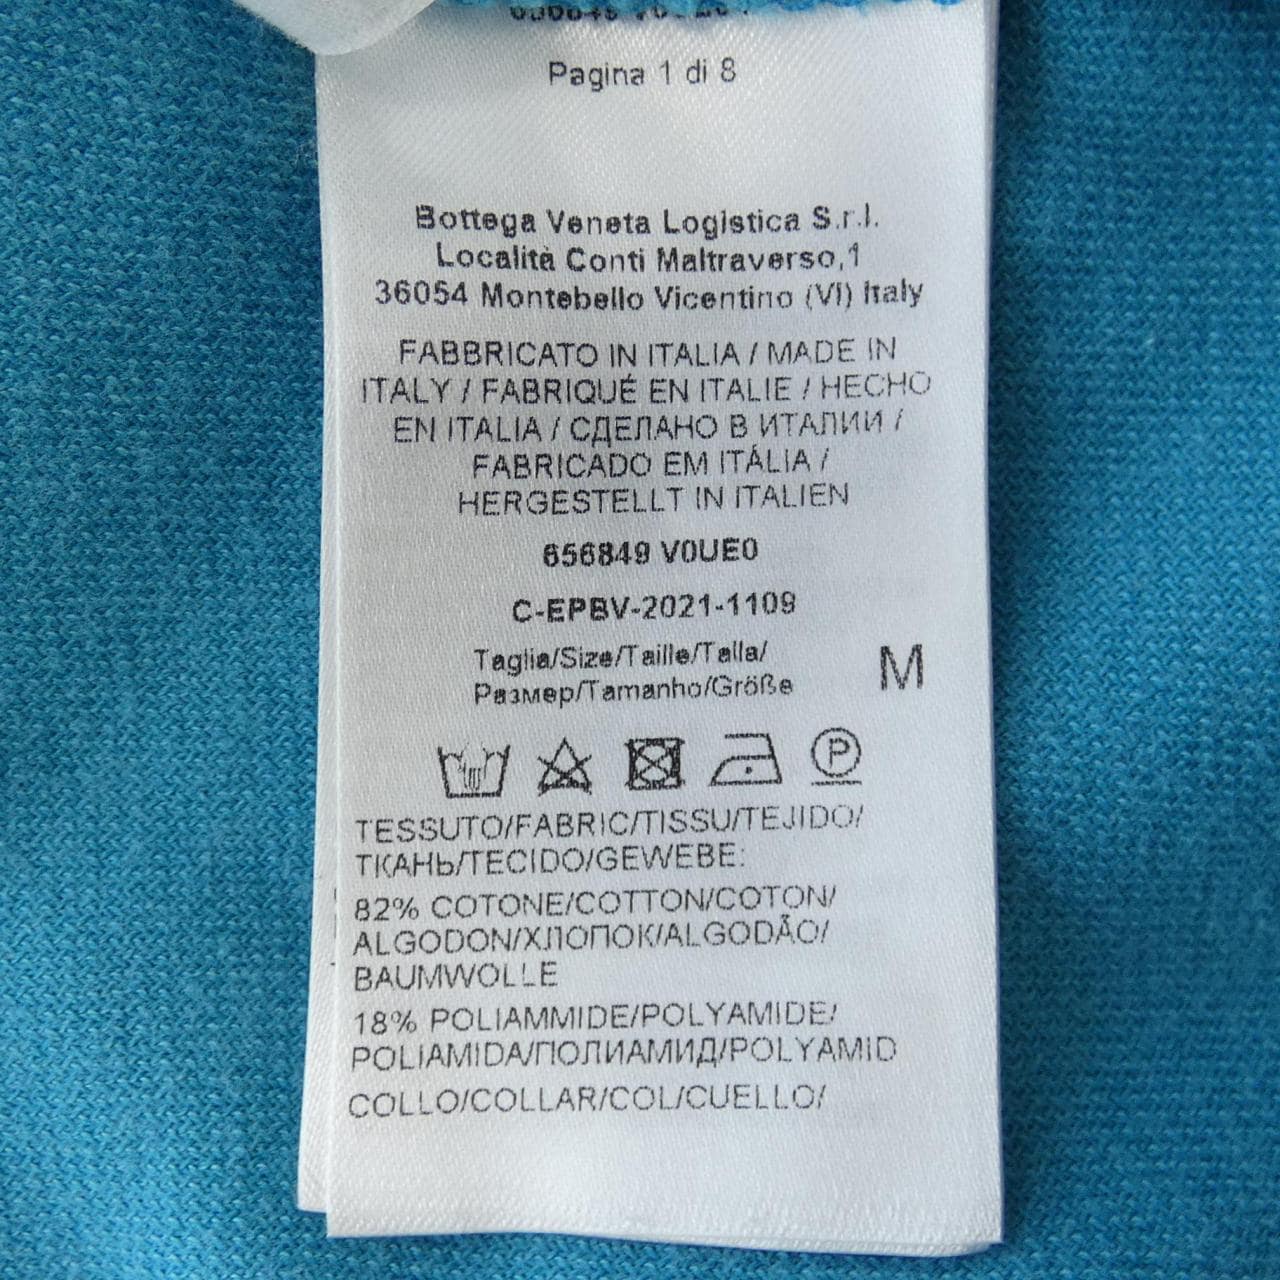 Pagina 1 di 8
Bottega Veneta Logistica S.r.l.
Località Conti Maltraverso,1
36054 Montebello Vicentino (VI) Italy
FABBRICATO IN ITALIA / MADE IN
ITALY / FABRIQUÉ EN ITALIE / HECHO
EN ITALIA / СДЕЛАНО В ИТАЛИИ /
FABRICADO EM ITÁLIA /
HERGESTELLT IN ITALIEN
656849 V0UE0
C-EPBV-2021-1109
Taglia/Size/Taille/Talla/
Размер/Tamanho/Größe M
P
TESSUTO/FABRIC/TISSU/TEJIDO/
ТКАНЬ/TECIDO/GEWEBE:
82% COTONE/COTTON/COTON/
ALGODON/ХЛОПОК/ALGODÃO/
BAUMWOLLE
18% POLIAMMIDE/POLYAMIDE/
POLIAMIDA/ПОЛИАМИД/POLYAMID
COLLO/COLLAR/COL/CUELLO/